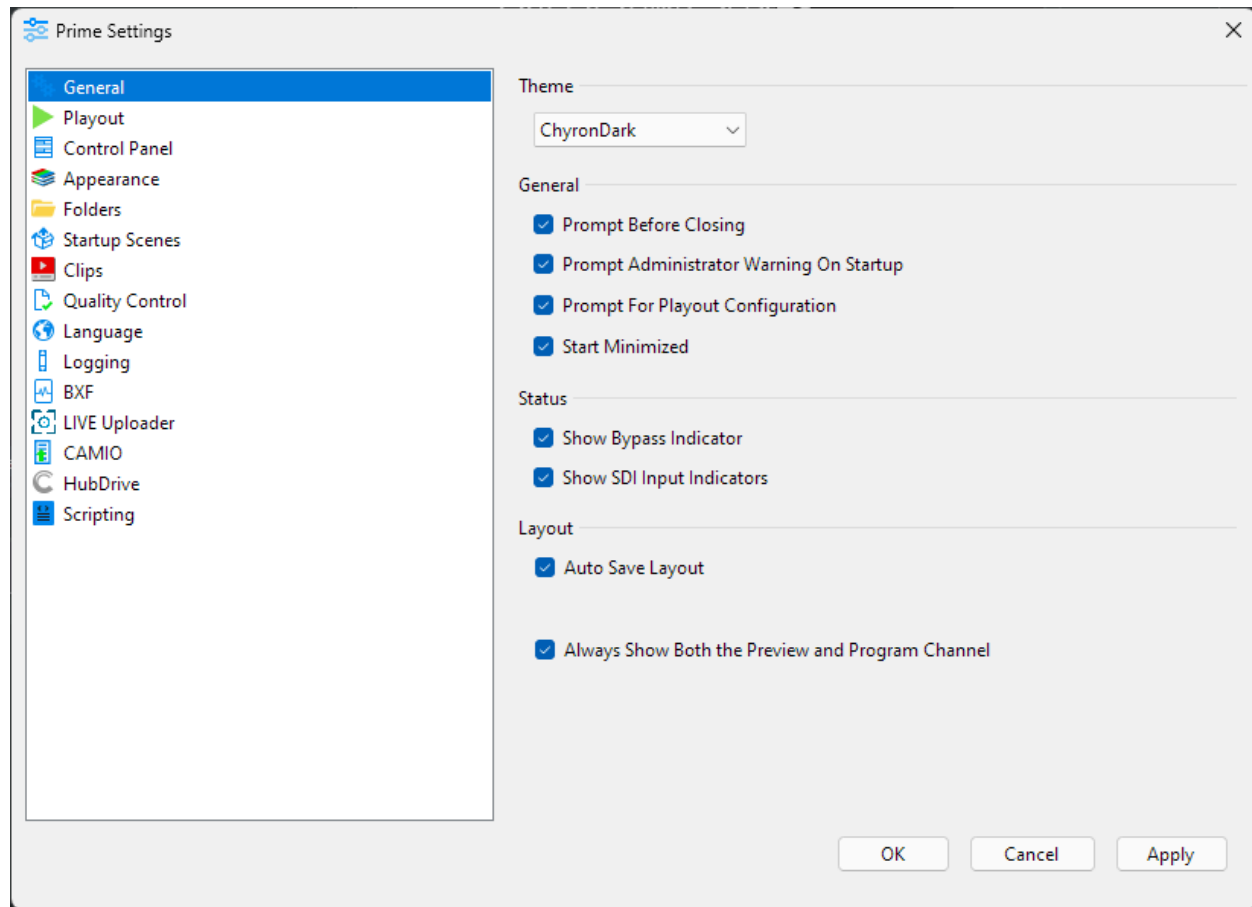 Prime Settings
General
Playout
Control Panel
Appearance
Folders
Startup Scenes
Clips
Quality Control
Language
Logging
BXF
LIVE Uploader
CAMIO
HubDrive
Scripting
Theme
ChyronDark
General
Prompt Before Closing
Prompt Administrator Warning On Startup
Prompt For Playout Configuration
Start Minimized
Status
Show Bypass Indicator
Show SDI Input Indicators
Layout
Auto Save Layout
Always Show Both the Preview and Program Channel
OK Cancel Apply